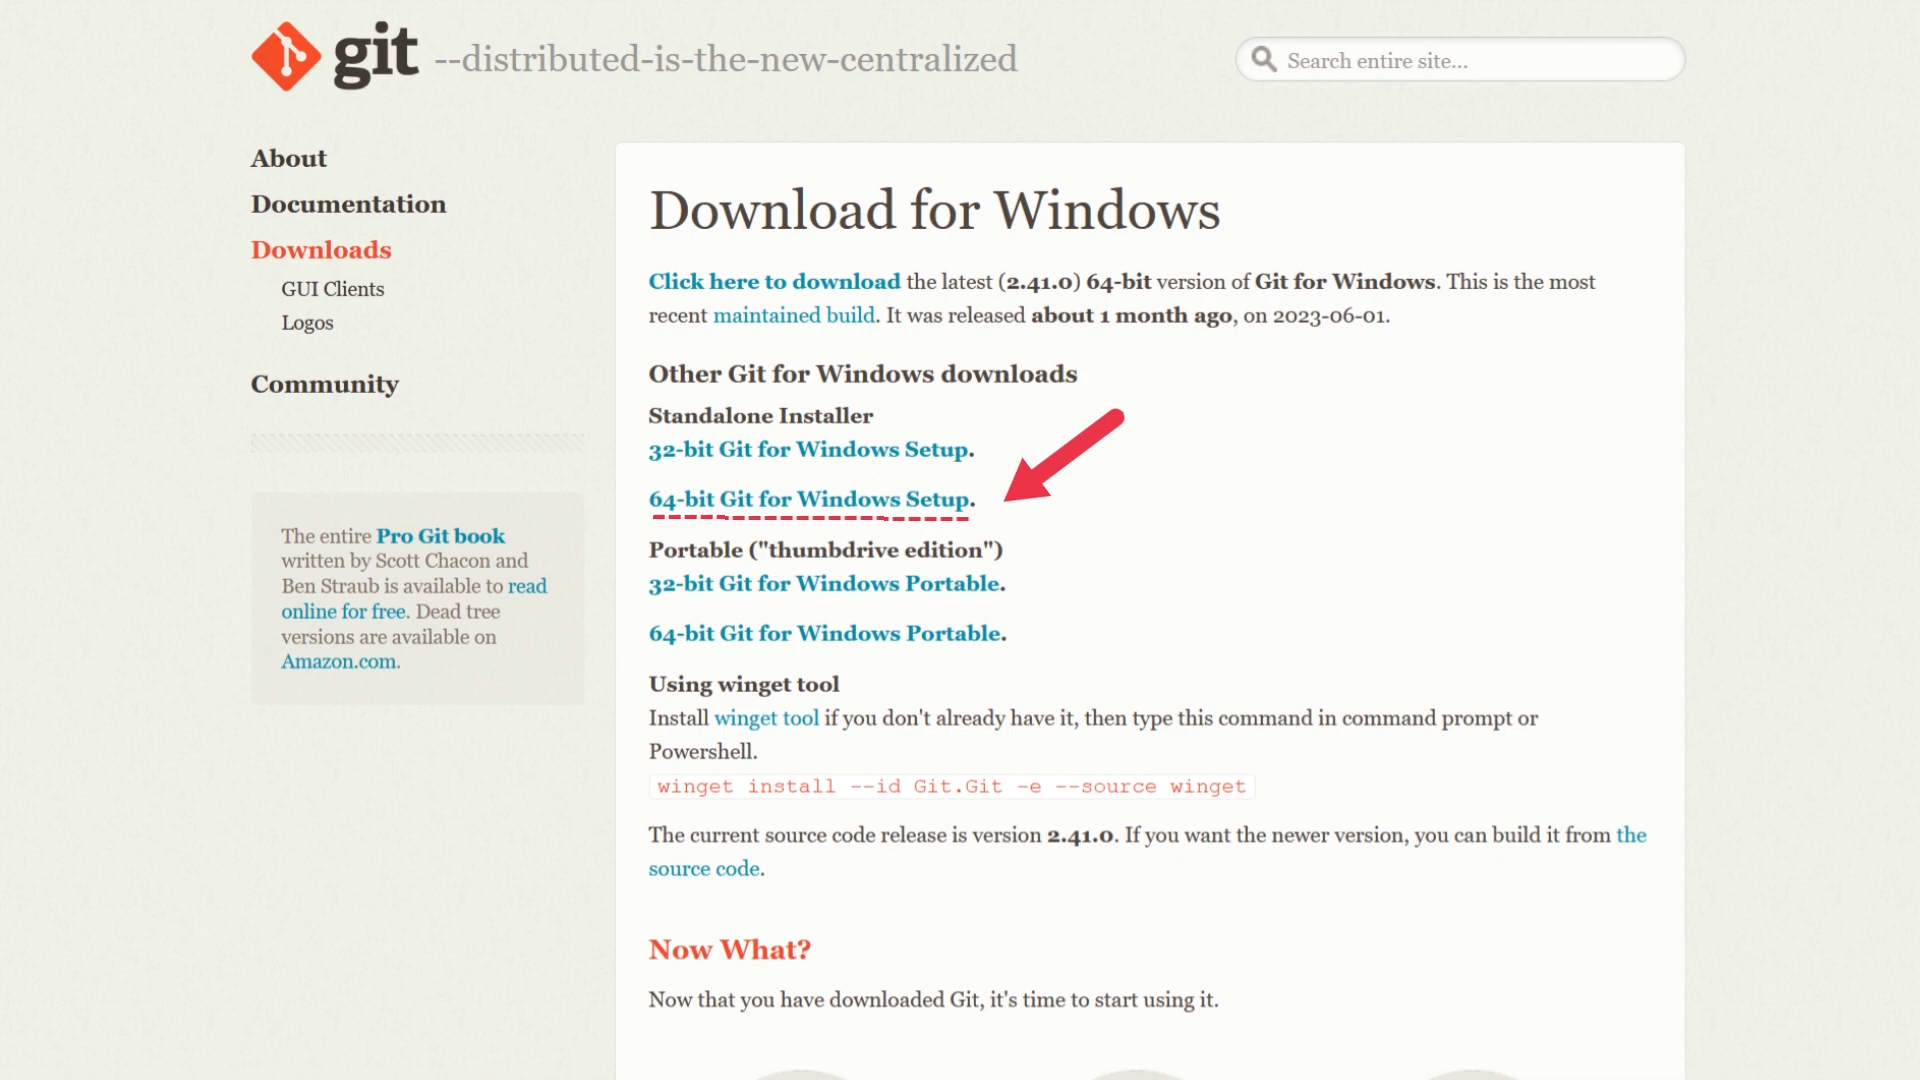 git --distributed-is-the-new-centralized
Search entire site...
About
Documentation
Downloads
GUI Clients
Logos
Community
The entire Pro Git book
written by Scott Chacon and
Ben Straub is available to read
online for free. Dead tree
versions are available on
Amazon.com.
Download for Windows
Click here to download the latest (2.41.0) 64-bit version of Git for Windows. This is the most
recent maintained build. It was released about 1 month ago, on 2023-06-01.
Other Git for Windows downloads
Standalone Installer
32-bit Git for Windows Setup.
64-bit Git for Windows Setup.
Portable ("thumbdrive edition")
32-bit Git for Windows Portable.
64-bit Git for Windows Portable.
Using winget tool
Install winget tool if you don't already have it, then type this command in command prompt or
Powershell.
winget install --id Git.Git -e --source winget
The current source code release is version 2.41.0. If you want the newer version, you can build it from the
source code.
Now What?
Now that you have downloaded Git, it's time to start using it.